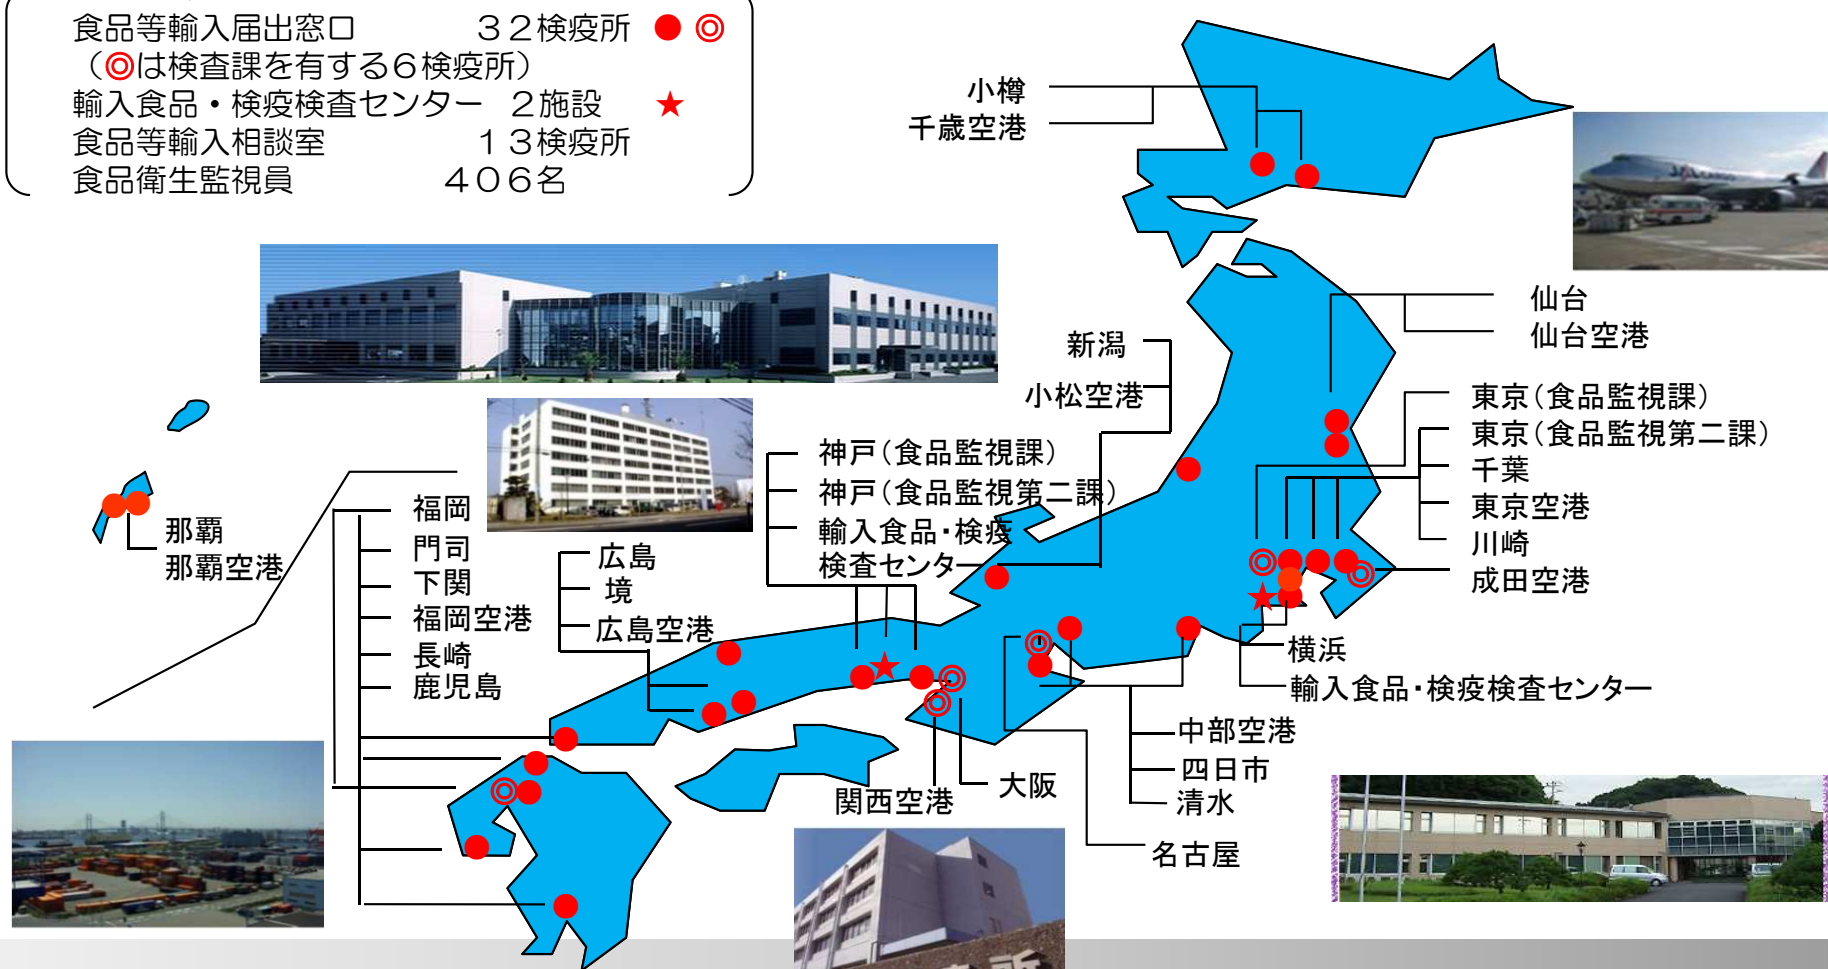 食品等輸入届出窓口 ３２検疫所 ● ◎
（◎は検査課を有する６検疫所）
輸入食品・検疫検査センター ２施設 ★
食品等輸入相談室 １３検疫所
食品衛生監視員 ４０６名
小樽
千歳空港
仙台
仙台空港
新潟
小松空港
東京（食品監視課）
東京（食品監視第二課）
千葉
東京空港
川崎
成田空港
神戸（食品監視課）
神戸（食品監視第二課）
輸入食品・検疫
検査センター
那覇
那覇空港
福岡
門司
下関
福岡空港
長崎
鹿児島
広島
境
広島空港
横浜
輸入食品・検疫検査センター
中部空港
四日市
清水
名古屋
関西空港
大阪
所